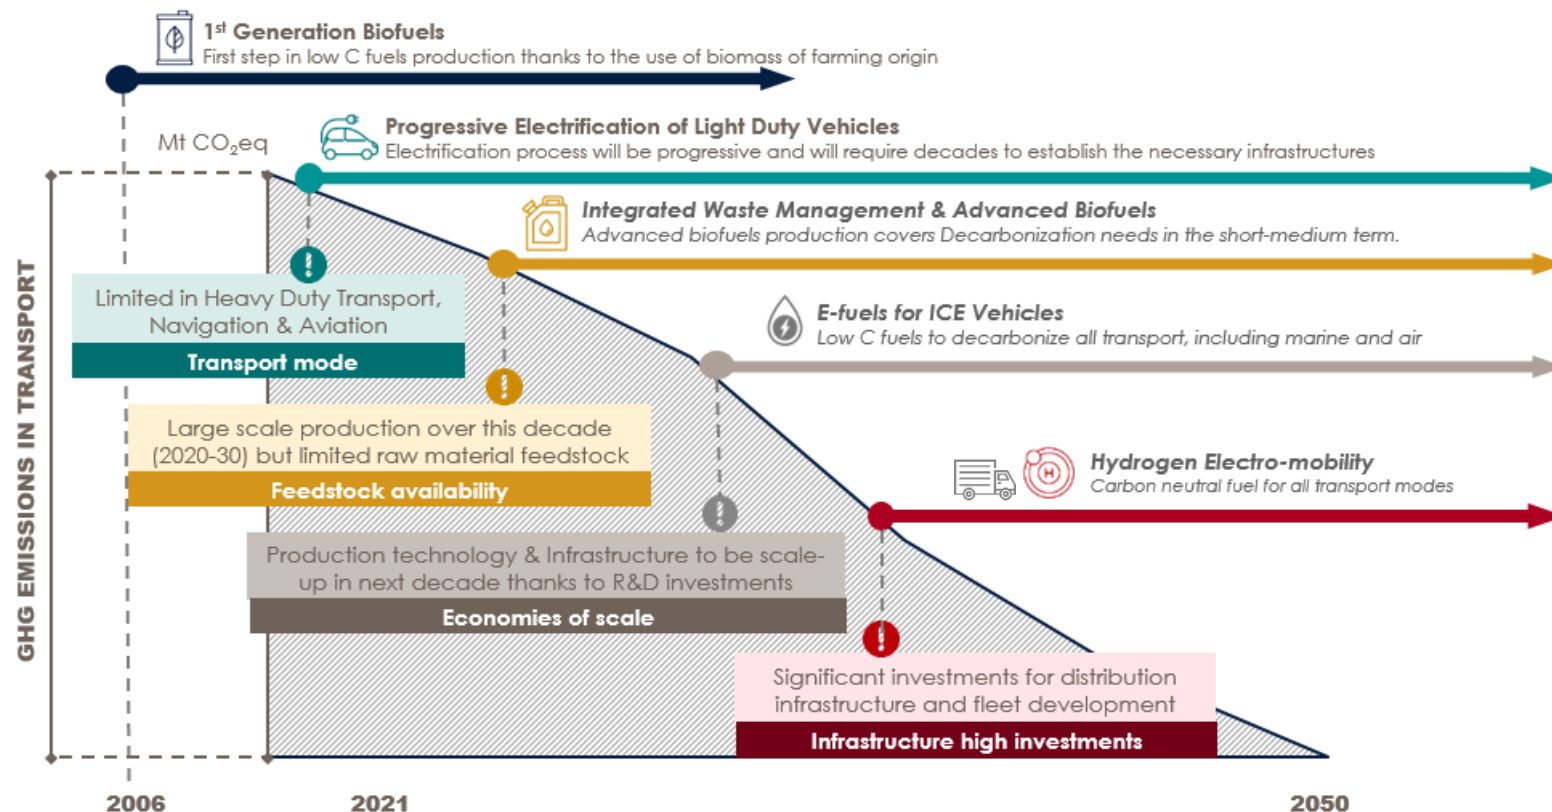 1st Generation Biofuels
First step in low C fuels production thanks to the use of biomass of farming origin
Mt CO2eq
Progressive Electrification of Light Duty Vehicles
Electrification process will be progressive and will require decades to establish the necessary infrastructures
Integrated Waste Management & Advanced Biofuels
Advanced biofuels production covers Decarbonization needs in the short-medium term.
GHG EMISSIONS IN TRANSPORT
Limited in Heavy Duty Transport,
Navigation & Aviation
Transport mode
E-fuels for ICE Vehicles
Low C fuels to decarbonize all transport, including marine and air
Large scale production over this decade
(2020-30) but limited raw material feedstock
Feedstock availability
Hydrogen Electro-mobility
Carbon neutral fuel for all transport modes
H
Production technology & Infrastructure to be scale-
up in next decade thanks to R&D investments
Economies of scale
Significant investments for distribution
infrastructure and fleet development
Infrastructure high investments
2006
2021
2050